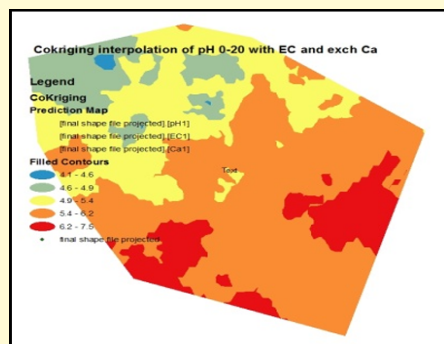 Cokriging interpolation of pH 0-20 with EC and exch Ca
Legend
CoKriging
Prediction Map
[final shape file projected].[pH1]
[final shape file projected].[EC1]
[final shape file projected].[Ca1]
Filled Contours
4.1 - 4.6
4.6 - 4.9
4.9 - 5.4
5.4 - 6.2
6.2 - 7.5
final shape file projected
Text